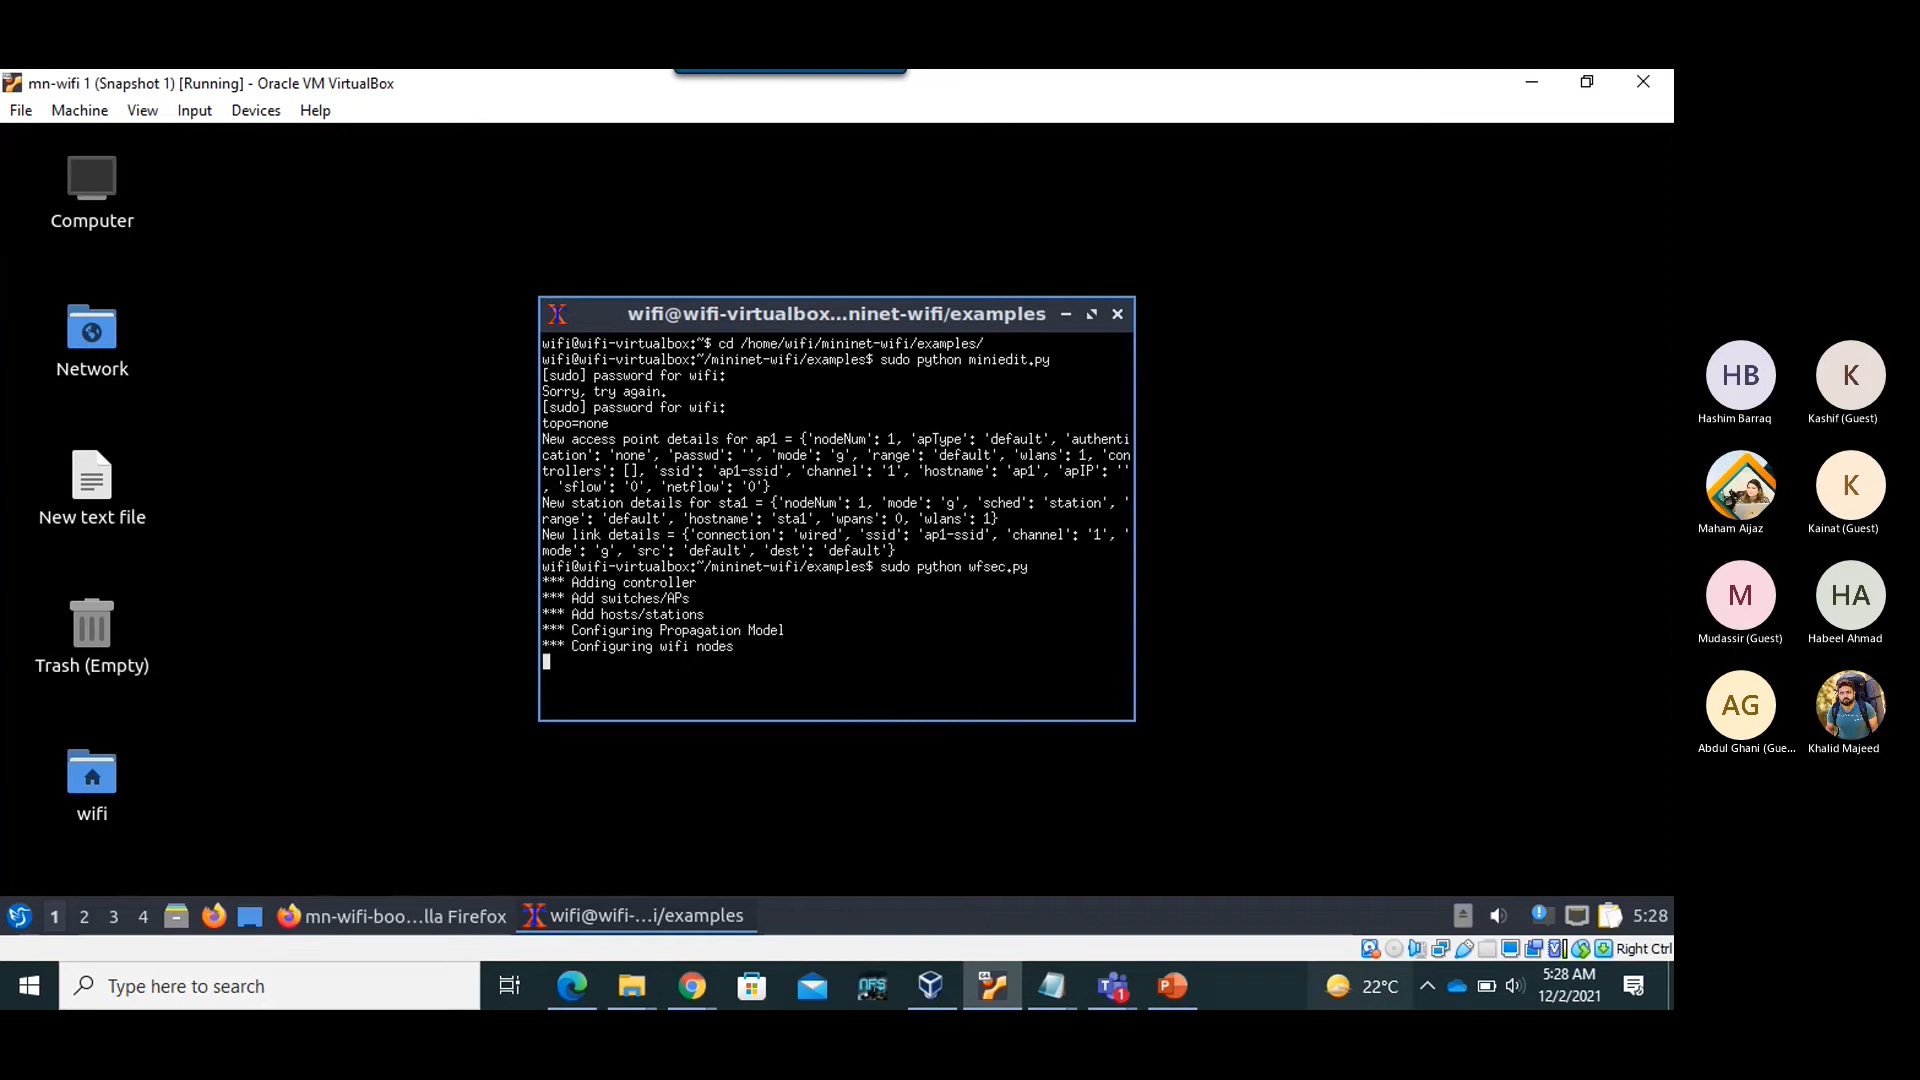 mn-wifi 1 (Snapshot 1) [Running] - Oracle VM VirtualBox
File Machine View Input Devices Help
Computer
Network
New text file
Trash (Empty)
wifi
wifi@wifi-virtualbox...ninet-wifi/examples
wifi@wifi-virtualbox:~$ cd /home/wifi/mininet-wifi/examples/
wifi@wifi-virtualbox:~/mininet-wifi/examples$ sudo python miniedit.py
[sudo] password for wifi:
Sorry, try again.
[sudo] password for wifi:
topo=none
New access point details for ap1 = {'nodeNum': 1, 'apType': 'default', 'authenti
cation': 'none', 'passwd': '', 'mode': 'g', 'range': 'default', 'wlans': 1, 'con
trollers': [], 'ssid': 'ap1-ssid', 'channel': '1', 'hostname': 'ap1', 'apIP': ''
, 'sflow': '0', 'netflow': '0'}
New station details for sta1 = {'nodeNum': 1, 'mode': 'g', 'sched': 'station', '
range': 'default', 'hostname': 'sta1', 'wpans': 0, 'wlans': 1}
New link details = {'connection': 'wired', 'ssid': 'ap1-ssid', 'channel': '1', '
mode': 'g', 'src': 'default', 'dest': 'default'}
wifi@wifi-virtualbox:~/mininet-wifi/examples$ sudo python wfsec.py
*** Adding controller
*** Add switches/APs
*** Add hosts/stations
*** Configuring Propagation Model
*** Configuring wifi nodes
HB K
Hashim Barraq Kashif (Guest)
K
Maham Aijaz Kainat (Guest)
M HA
Mudassir (Guest) Habeel Ahmad
AG
Abdul Ghani (Gue... Khalid Majeed
1 2 3 4 mn-wifi-boo...lla Firefox wifi@wifi-...i/examples 5:28
Right Ctrl
Type here to search
22°C
5:28 AM
12/2/2021